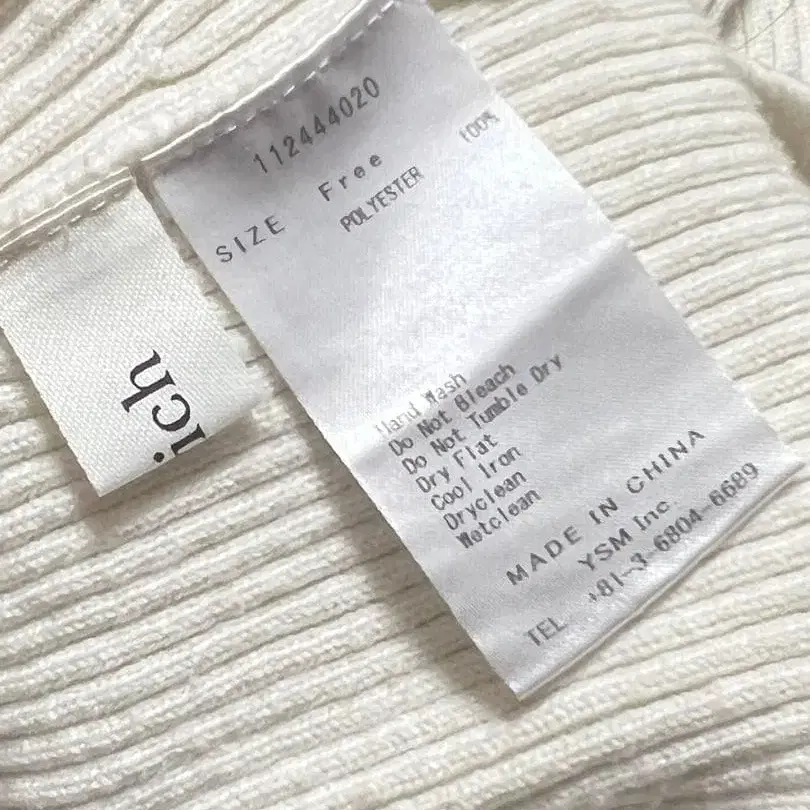 112444020
SIZE Free
POLYESTER 100%
Hand Wash
Do Not Bleach
Do Not Tumble Dry
Dry Flat
Cool Iron
Dryclean
Wetclean
MADE IN CHINA
YSM Inc.
TEL +81-3-6804-6689
ich